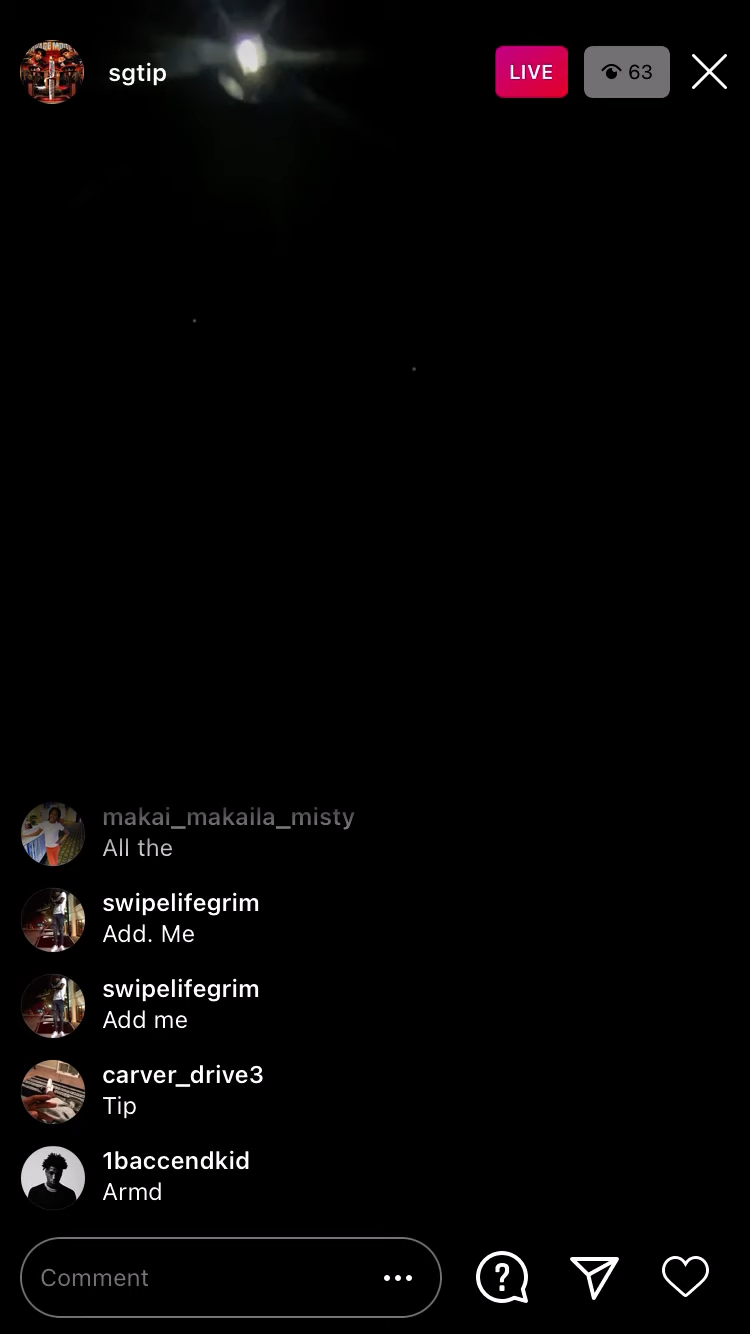 sgtip
LIVE
63
makai_makaila_misty
All the
swipelifegrim
Add. Me
swipelifegrim
Add me
carver_drive3
Tip
1baccendkid
Armd
Comment